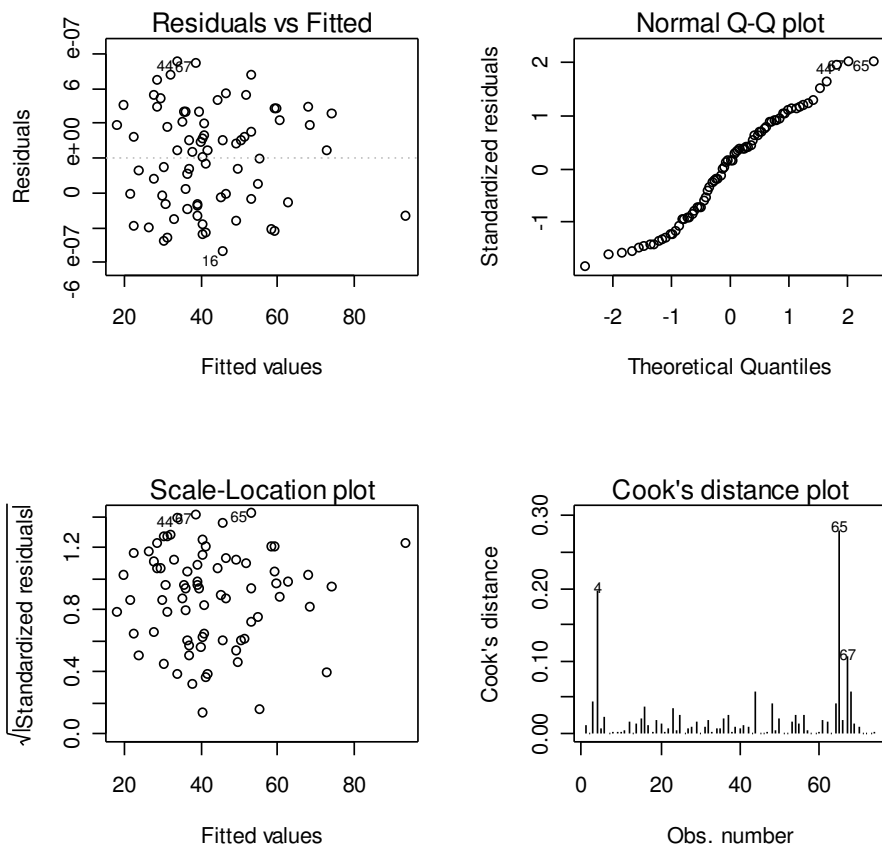 Residuals vs Fitted
Residuals
-6 e-07 0 e+00 6 e-07
44
67
16
20 40 60 80
Fitted values
Normal Q-Q plot
Standardized residuals
-1 0 1 2
44
67
65
-2 -1 0 1 2
Theoretical Quantiles
Scale-Location plot
√|Standardized residuals|
0.0 0.4 0.8 1.2
44
67
65
20 40 60 80
Fitted values
Cook's distance plot
Cook's distance
0.00 0.10 0.20 0.30
4
65
67
0 20 40 60
Obs. number